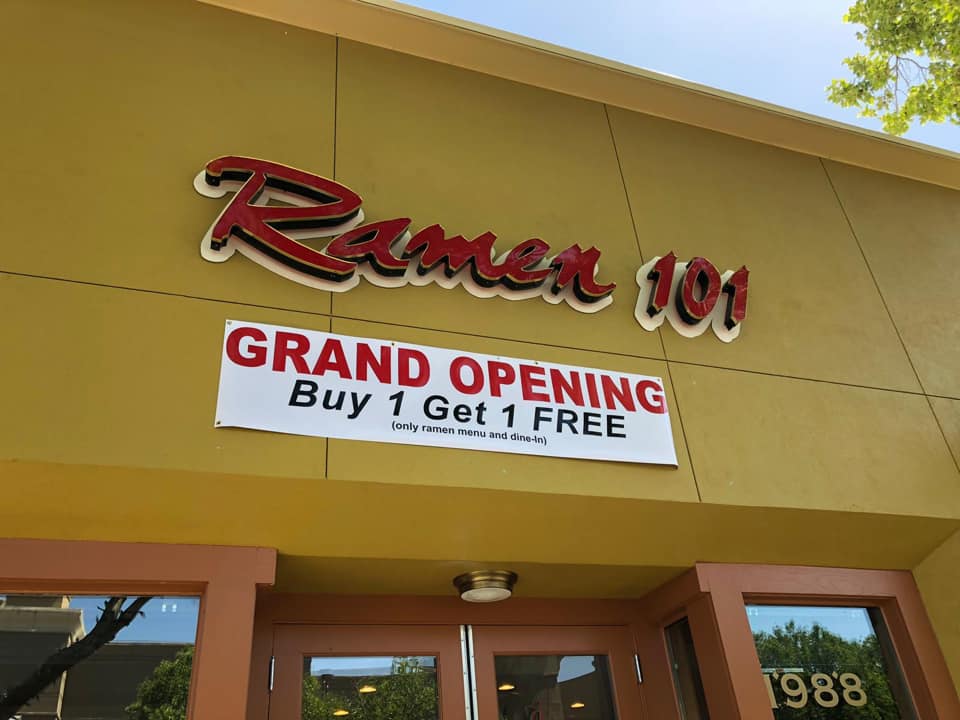 Ramen 101
GRAND OPENING
Buy 1 Get 1 FREE
(only ramen menu and dine-In)
1988